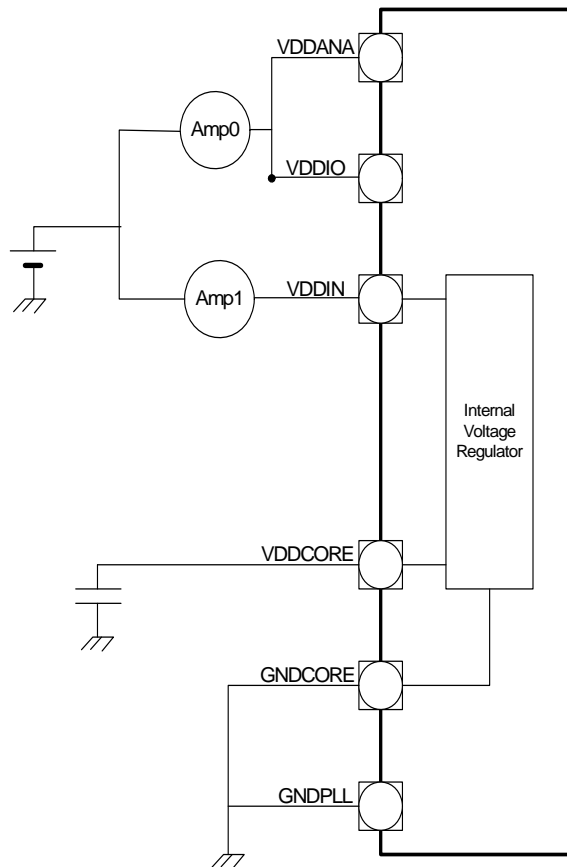 VDDANA
Amp0
VDDIO
Amp1
VDDIN
Internal
Voltage
Regulator
VDDCORE
GNDCORE
GNDPLL